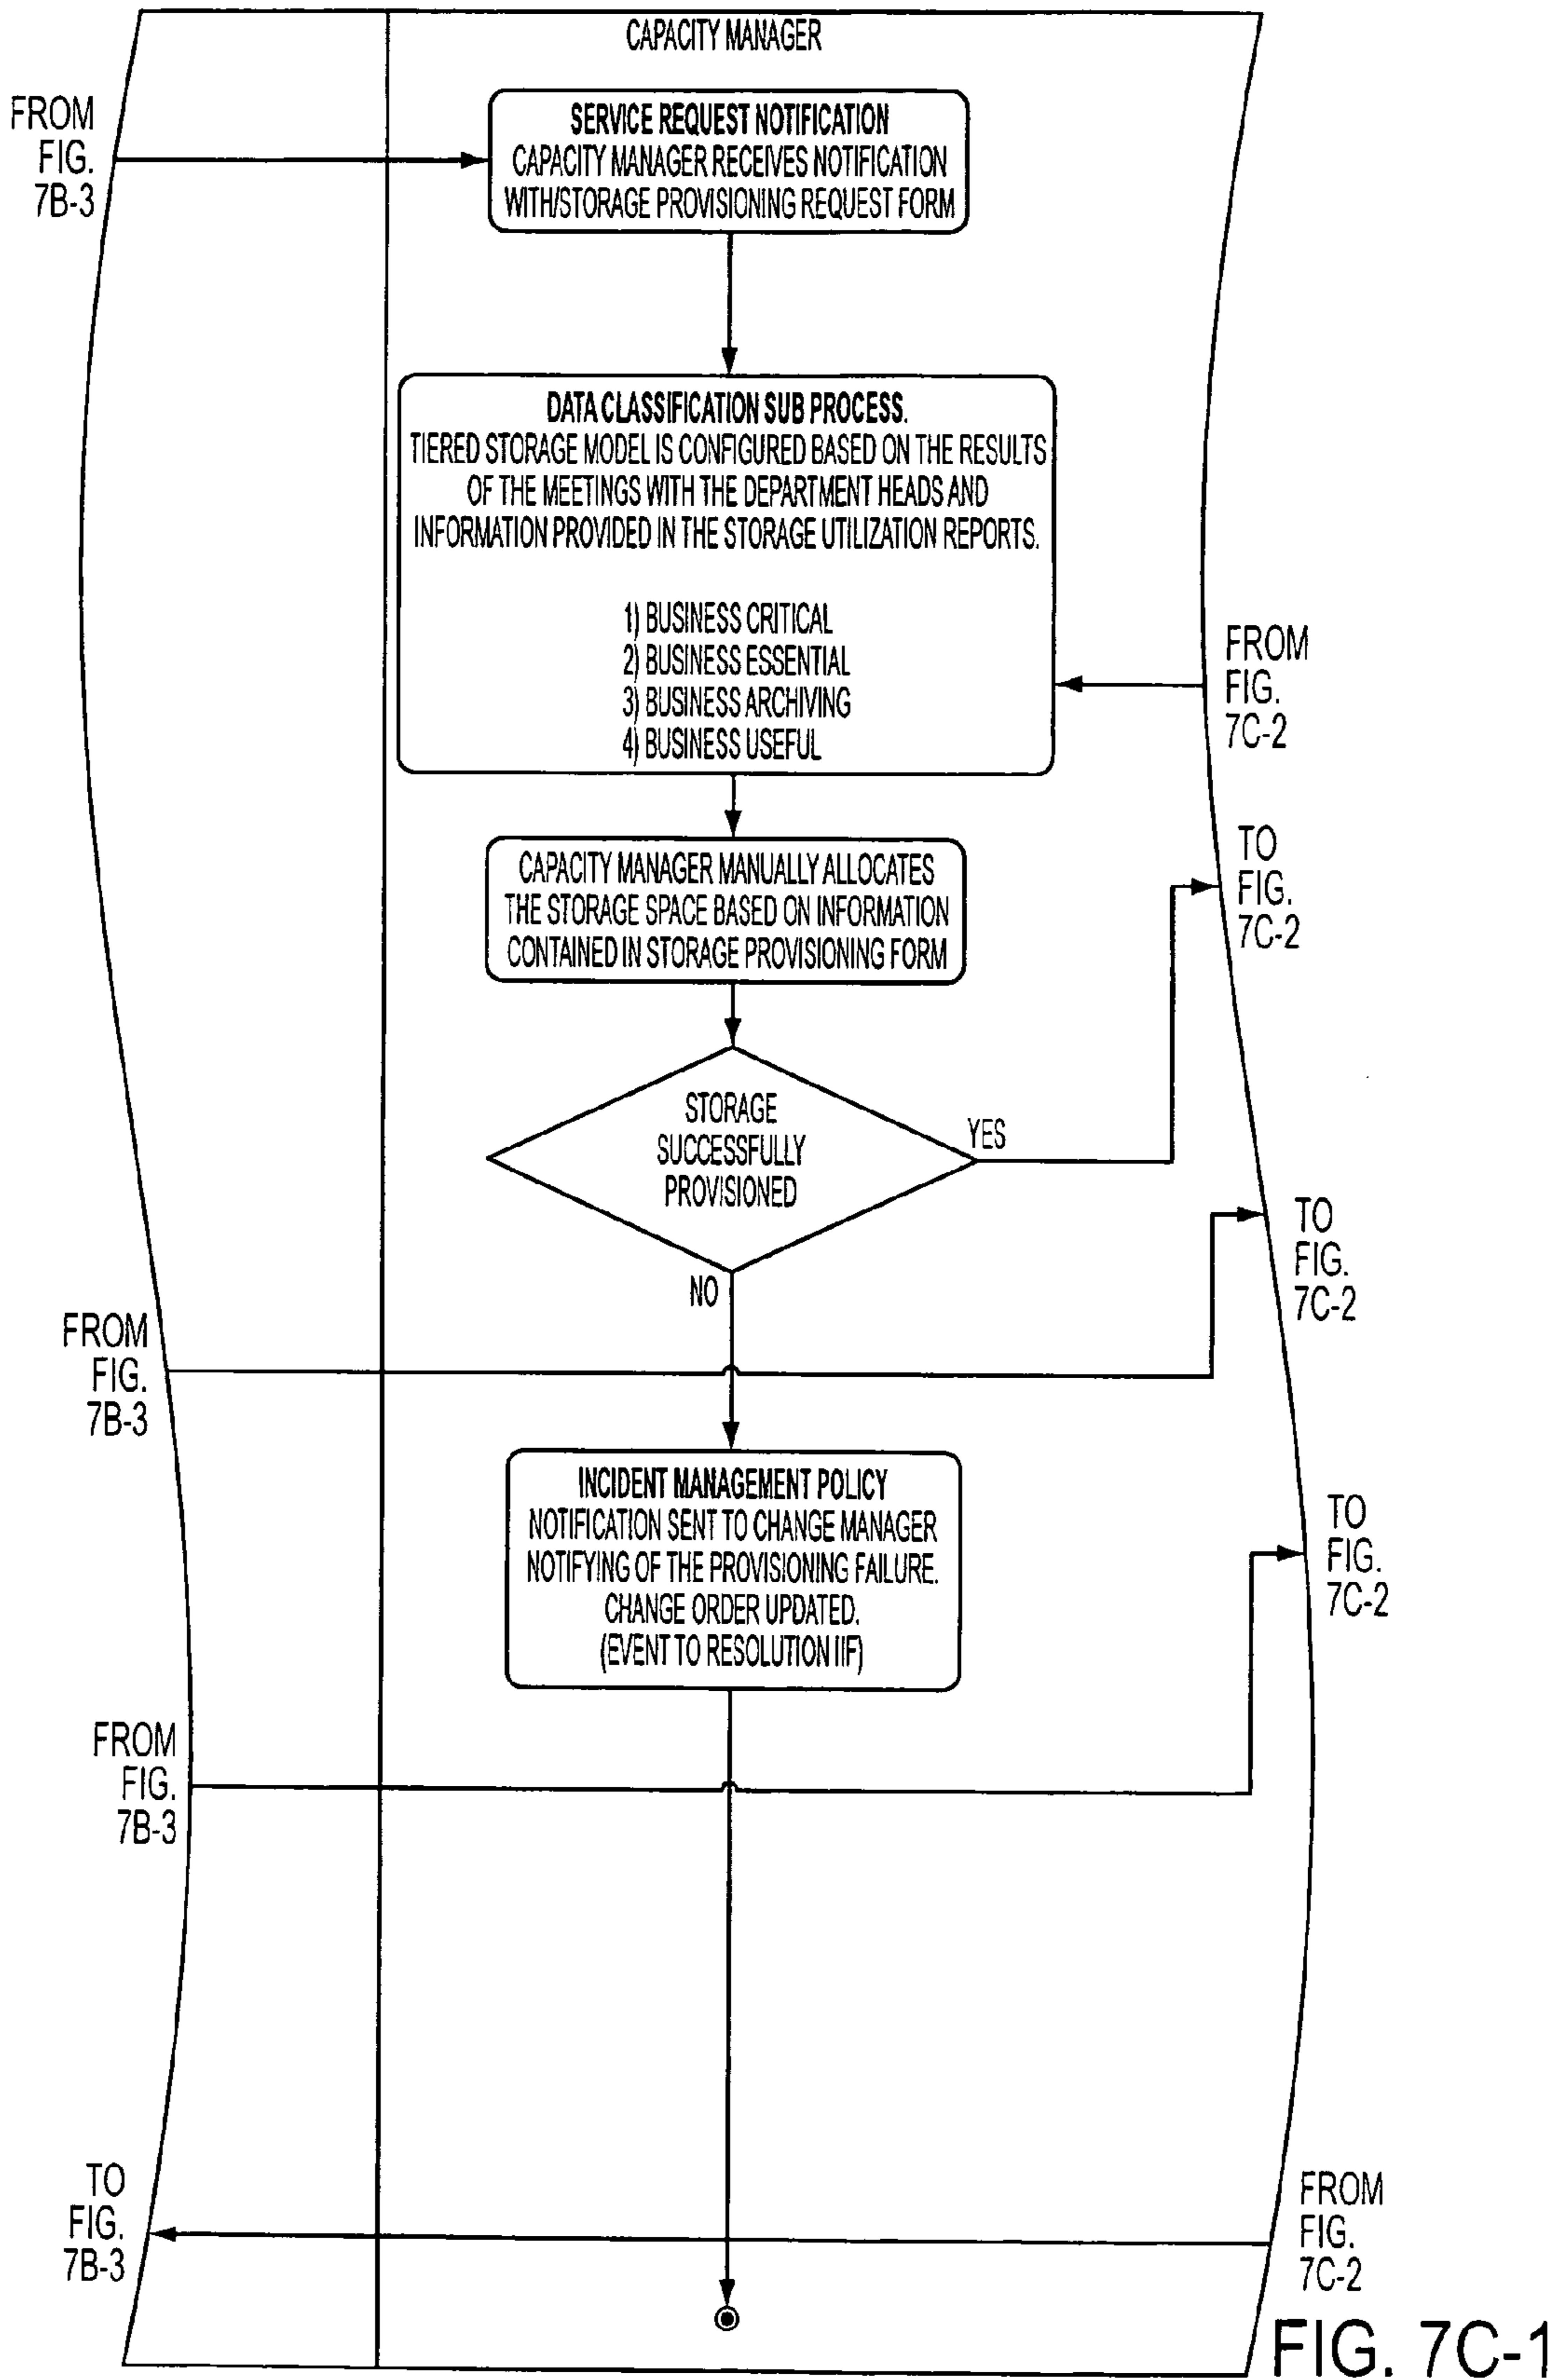 CAPACITY MANAGER
FROM
FIG.
7B-3
SERVICE REQUEST NOTIFICATION
CAPACITY MANAGER RECEIVES NOTIFICATION
WITH/STORAGE PROVISIONING REQUEST FORM
DATA CLASSIFICATION SUB PROCESS.
TIERED STORAGE MODEL IS CONFIGURED BASED ON THE RESULTS
OF THE MEETINGS WITH THE DEPARTMENT HEADS AND
INFORMATION PROVIDED IN THE STORAGE UTILIZATION REPORTS.
1) BUSINESS CRITICAL
2) BUSINESS ESSENTIAL
3) BUSINESS ARCHIVING
4) BUSINESS USEFUL
FROM
FIG.
7C-2
CAPACITY MANAGER MANUALLY ALLOCATES
THE STORAGE SPACE BASED ON INFORMATION
CONTAINED IN STORAGE PROVISIONING FORM
TO
FIG.
7C-2
STORAGE
SUCCESSFULLY
PROVISIONED
YES
NO
TO
FIG.
7C-2
FROM
FIG.
7B-3
INCIDENT MANAGEMENT POLICY
NOTIFICATION SENT TO CHANGE MANAGER
NOTIFYING OF THE PROVISIONING FAILURE.
CHANGE ORDER UPDATED.
(EVENT TO RESOLUTION IIF)
TO
FIG.
7C-2
FROM
FIG.
7B-3
TO
FIG.
7B-3
FROM
FIG.
7C-2
FIG. 7C-1